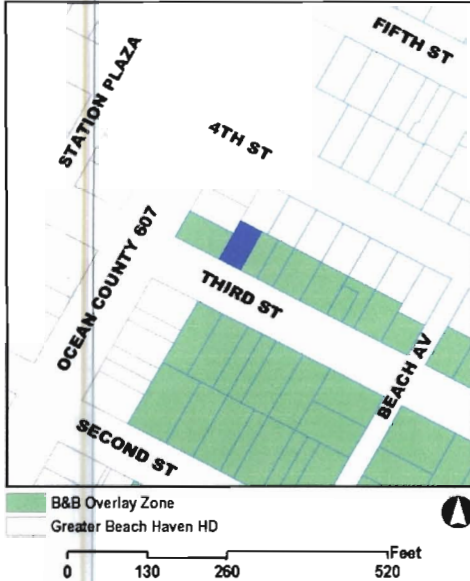 FIFTH ST
STATION PLAZA
4TH ST
OCEAN COUNTY 607
THIRD ST
BEACH AV
SECOND ST
B&B Overlay Zone
Greater Beach Haven HD
Feet
0 130 260 520